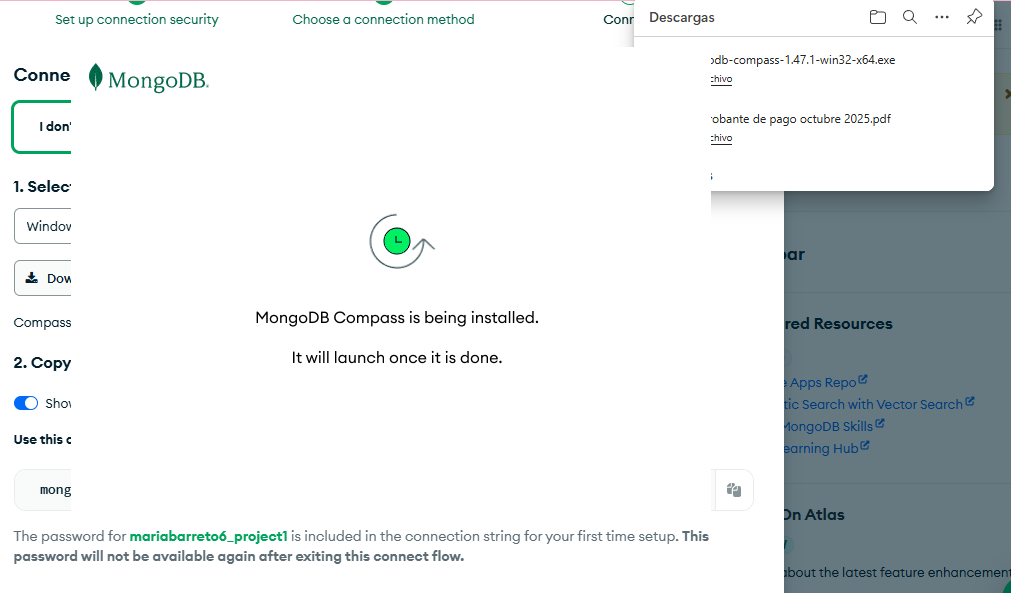 Set up connection security
Choose a connection method
Descargas
odb-compass-1.47.1-win32-x64.exe
chivo
robante de pago octubre 2025.pdf
chivo
Conne
MongoDB.
I don'
1. Selec
Window
Dow
Compass
MongoDB Compass is being installed.
It will launch once it is done.
2. Copy
Show
Use this c
mong
The password for mariabarreto6_project1 is included in the connection string for your first time setup. This
password will not be available again after exiting this connect flow.
red Resources
Apps Repo
tic Search with Vector Search
MongoDB Skills
earning Hub
On Atlas
about the latest feature enhancement